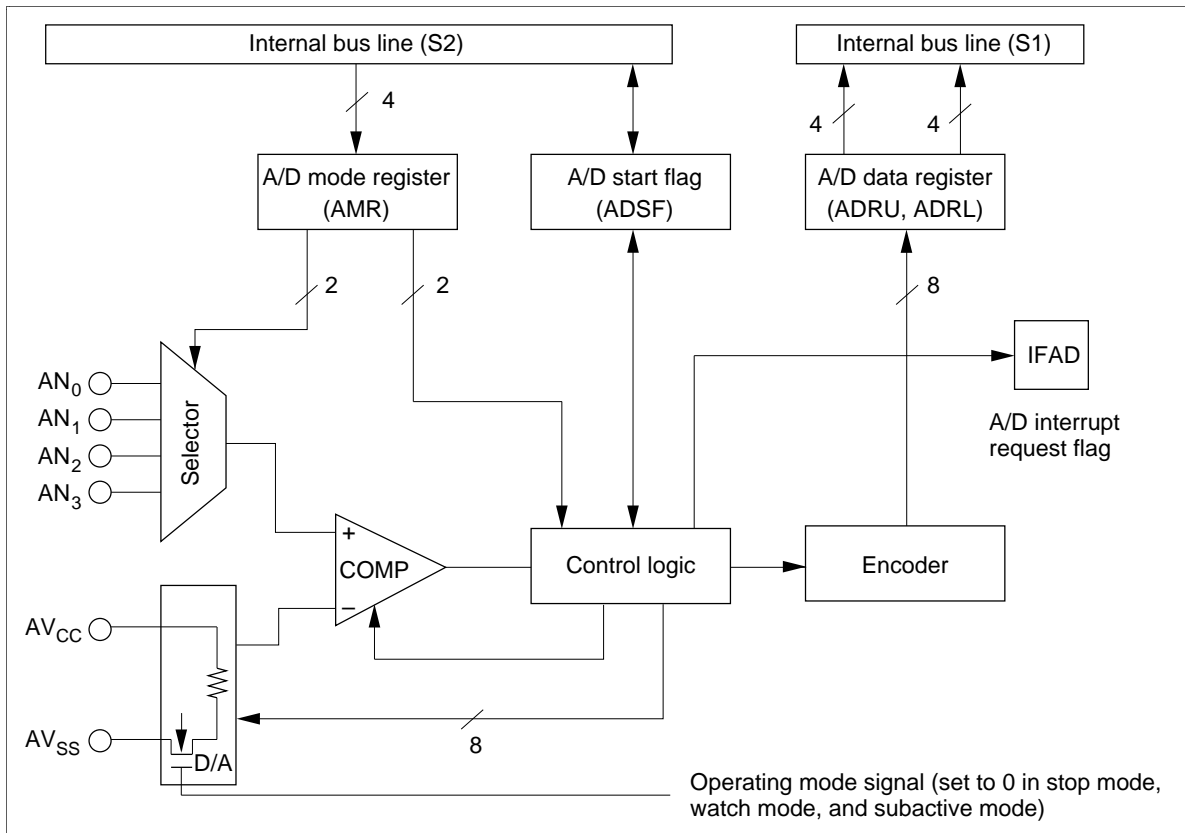 Internal bus line (S2)
Internal bus line (S1)
4
4
4
A/D mode register
(AMR)
A/D start flag
(ADSF)
A/D data register
(ADRU, ADRL)
2
2
8
IFAD
A/D interrupt
request flag
AN0
AN1
AN2
AN3
Selector
+
COMP
−
Control logic
Encoder
AVCC
AVSS
D/A
8
Operating mode signal (set to 0 in stop mode,
watch mode, and subactive mode)